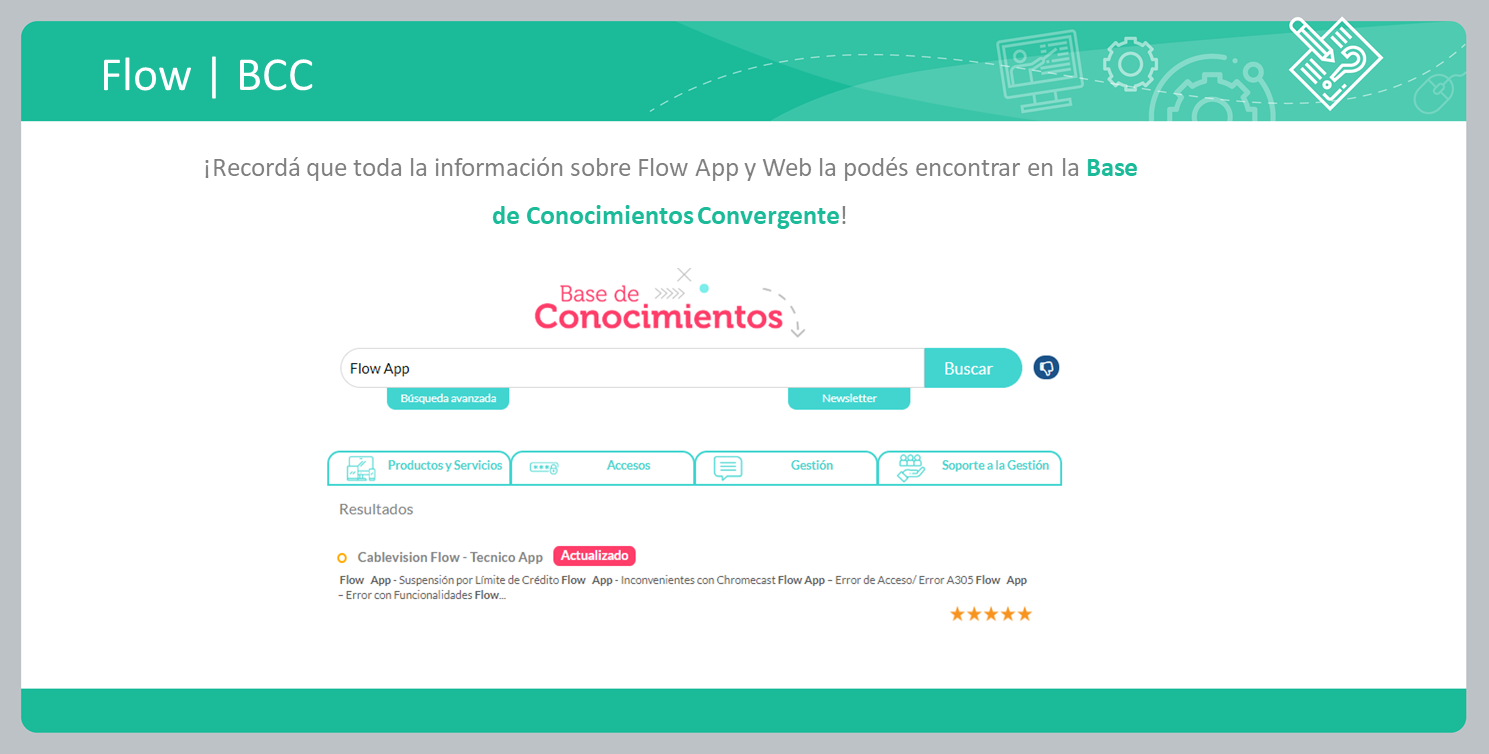 Flow | BCC
¡Recordá que toda la información sobre Flow App y Web la podés encontrar en la Base
de Conocimientos Convergente!
Base de
Conocimientos
Flow App
Buscar
Búsqueda avanzada
Newsletter
Productos y Servicios
Accesos
Gestión
Soporte a la Gestión
Resultados
Cablevision Flow - Tecnico App
Actualizado
Flow App - Suspensión por Límite de Crédito Flow App - Inconvenientes con Chromecast Flow App – Error de Acceso/ Error A305 Flow App
– Error con Funcionalidades Flow...